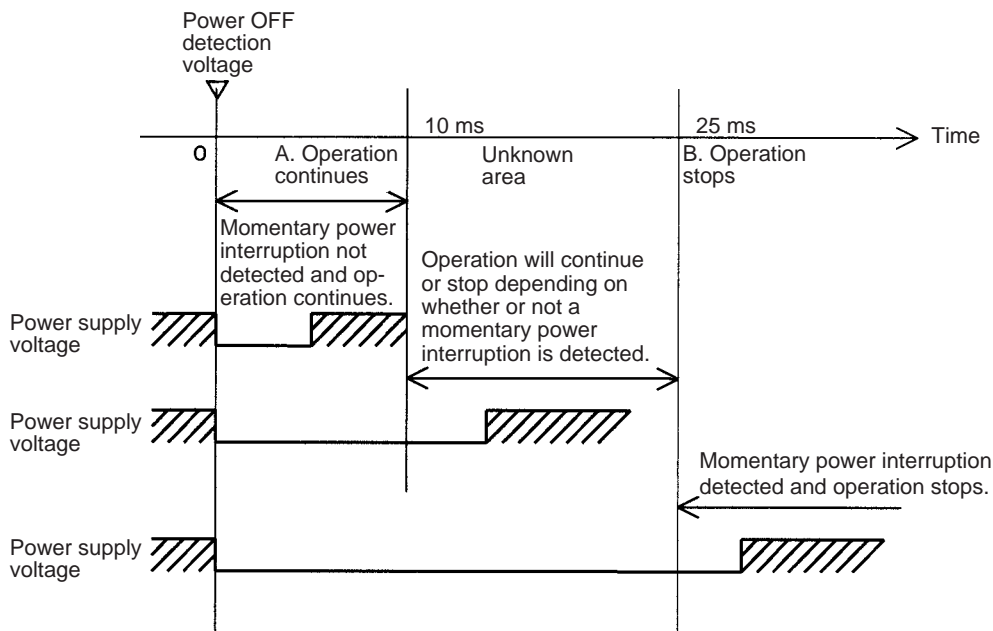 Power OFF
detection
voltage
10 ms
25 ms
Time
0
A. Operation
continues
Unknown
area
B. Operation
stops
Momentary power
interruption not
detected and op-
eration continues.
Operation will continue
or stop depending on
whether or not a
momentary power
interruption is detected.
Power supply
voltage
Power supply
voltage
Momentary power interruption
detected and operation stops.
Power supply
voltage